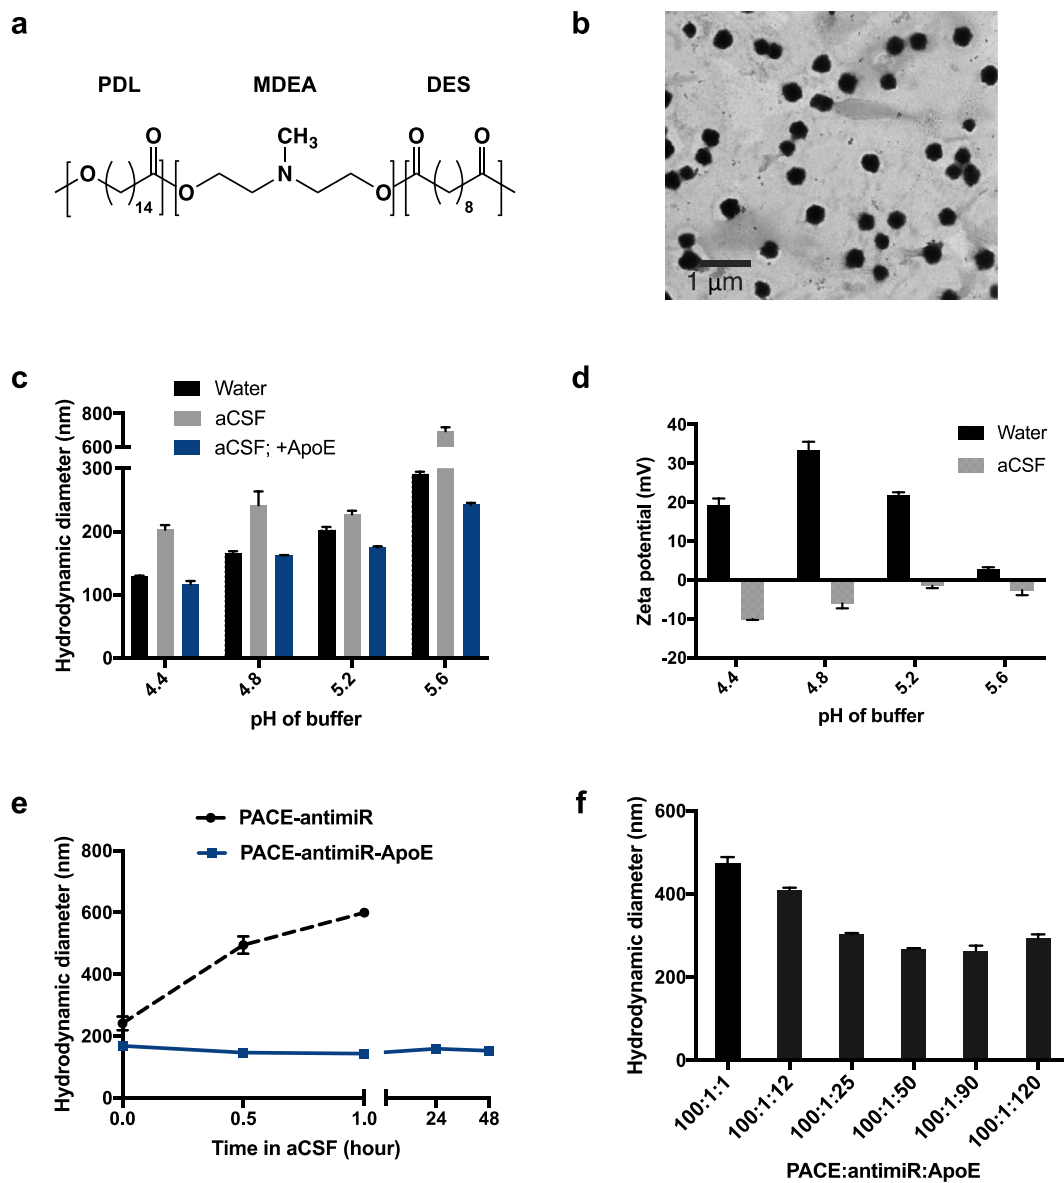 a
PDL MDEA DES
O CH3 O O
O 14 O N O 8
b
1 μm
c
Water
aCSF
aCSF; +ApoE
Hydrodynamic diameter (nm)
800
600
300
200
100
0
4.4 4.8 5.2 5.6
pH of buffer
d
Water
aCSF
Zeta potential (mV)
40
30
20
10
0
-10
-20
4.4 4.8 5.2 5.6
pH of buffer
e
PACE-antimiR
PACE-antimiR-ApoE
Hydrodynamic diameter (nm)
800
600
400
200
0
0.0 0.5 1.0 24 48
Time in aCSF (hour)
f
Hydrodynamic diameter (nm)
600
400
200
0
100:1:1 100:1:12 100:1:25 100:1:50 100:1:90 100:1:120
PACE:antimiR:ApoE